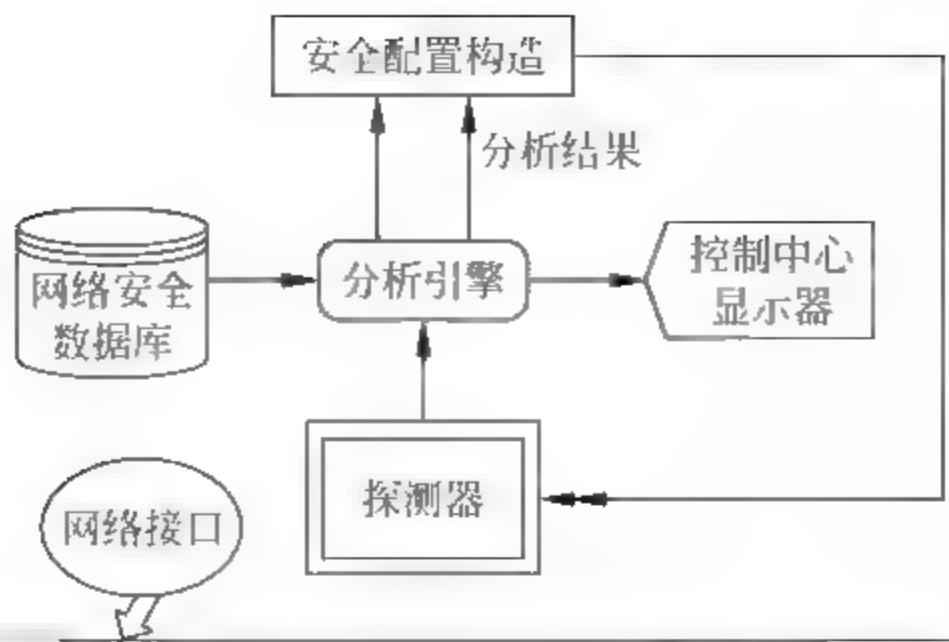 安全配置构造
分析结果
网络安全
数据库
分析引擎
控制中心
显示器
探测器
网络接口